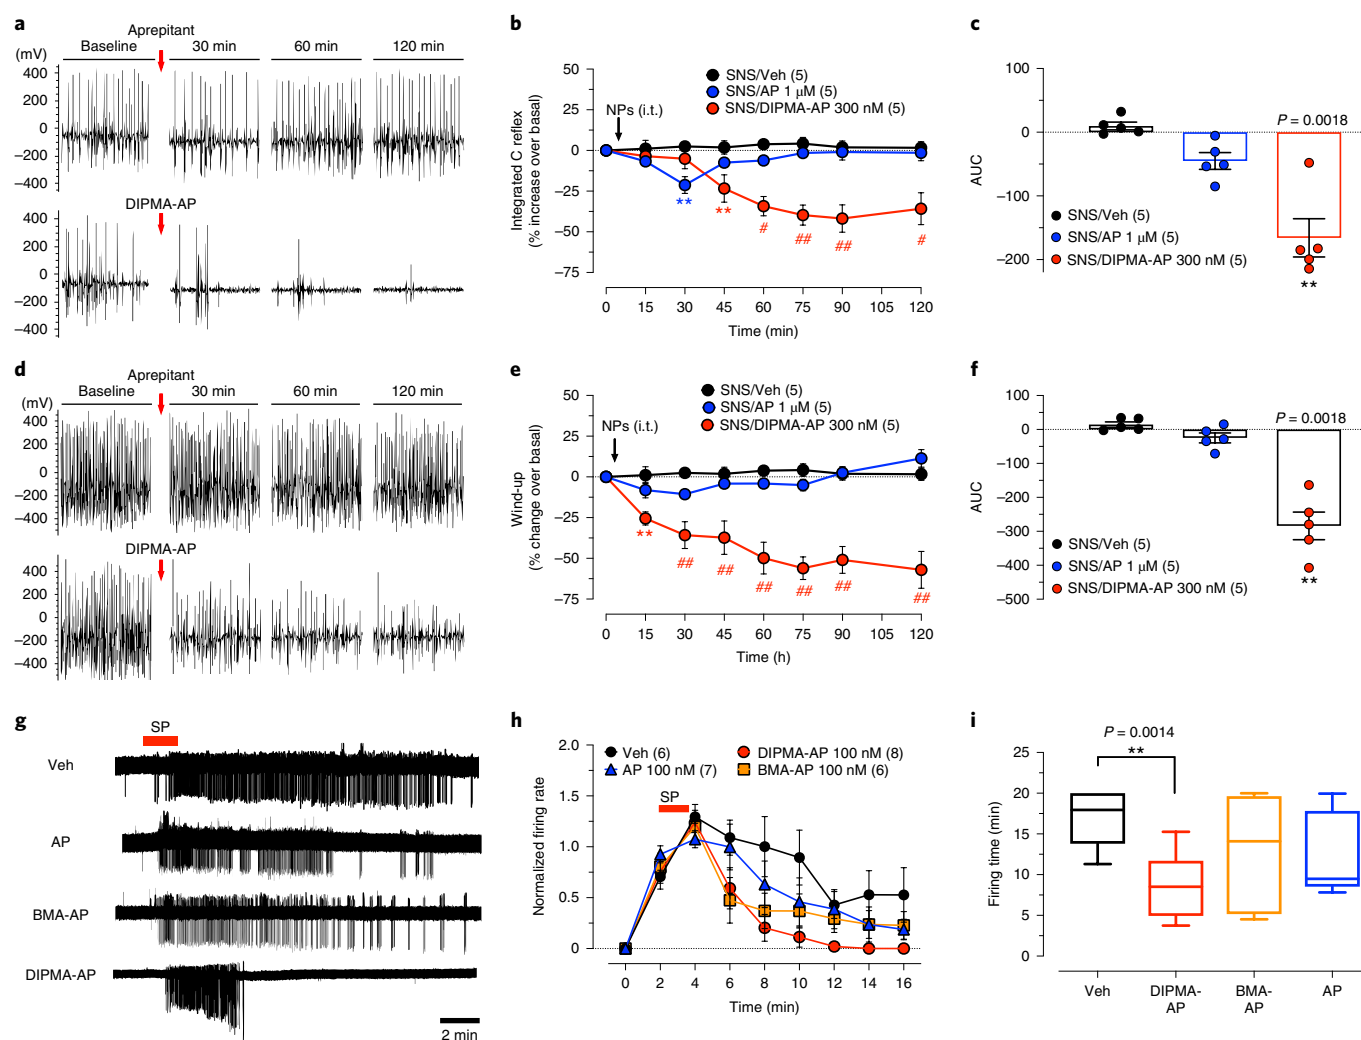 a
Aprepitant
(mV)
Baseline
30 min
60 min
120 min
400
200
0
–200
–400
DIPMA-AP
400
200
0
–200
–400
b
50
25
0
–25
–50
–75
Integrated C reflex
(% increase over basal)
NPs (i.t.)
SNS/Veh (5)
SNS/AP 1 μM (5)
SNS/DIPMA-AP 300 nM (5)
**
**
#
##
##
#
0 15 30 45 60 75 90 105 120
Time (min)
c
100
0
–100
–200
AUC
P = 0.0018
SNS/Veh (5)
SNS/AP 1 μM (5)
SNS/DIPMA-AP 300 nM (5)
**
d
Aprepitant
(mV)
Baseline
30 min
60 min
120 min
400
200
0
–200
–400
DIPMA-AP
400
200
0
–200
–400
e
50
25
0
–25
–50
–75
Wind-up
(% change over basal)
NPs (i.t.)
SNS/Veh (5)
SNS/AP 1 μM (5)
SNS/DIPMA-AP 300 nM (5)
**
##
##
##
##
##
##
0 15 30 45 60 75 90 105 120
Time (h)
f
100
0
–100
–200
–300
–400
–500
AUC
P = 0.0018
SNS/Veh (5)
SNS/AP 1 μM (5)
SNS/DIPMA-AP 300 nM (5)
**
g
SP
Veh
AP
BMA-AP
DIPMA-AP
2 min
h
2.0
1.5
1.0
0.5
0
Normalized firing rate
Veh (6)
AP 100 nM (7)
DIPMA-AP 100 nM (8)
BMA-AP 100 nM (6)
SP
0 2 4 6 8 10 12 14 16
Time (min)
i
P = 0.0014
**
25
20
15
10
5
0
Firing time (min)
Veh
DIPMA-
AP
BMA-
AP
AP